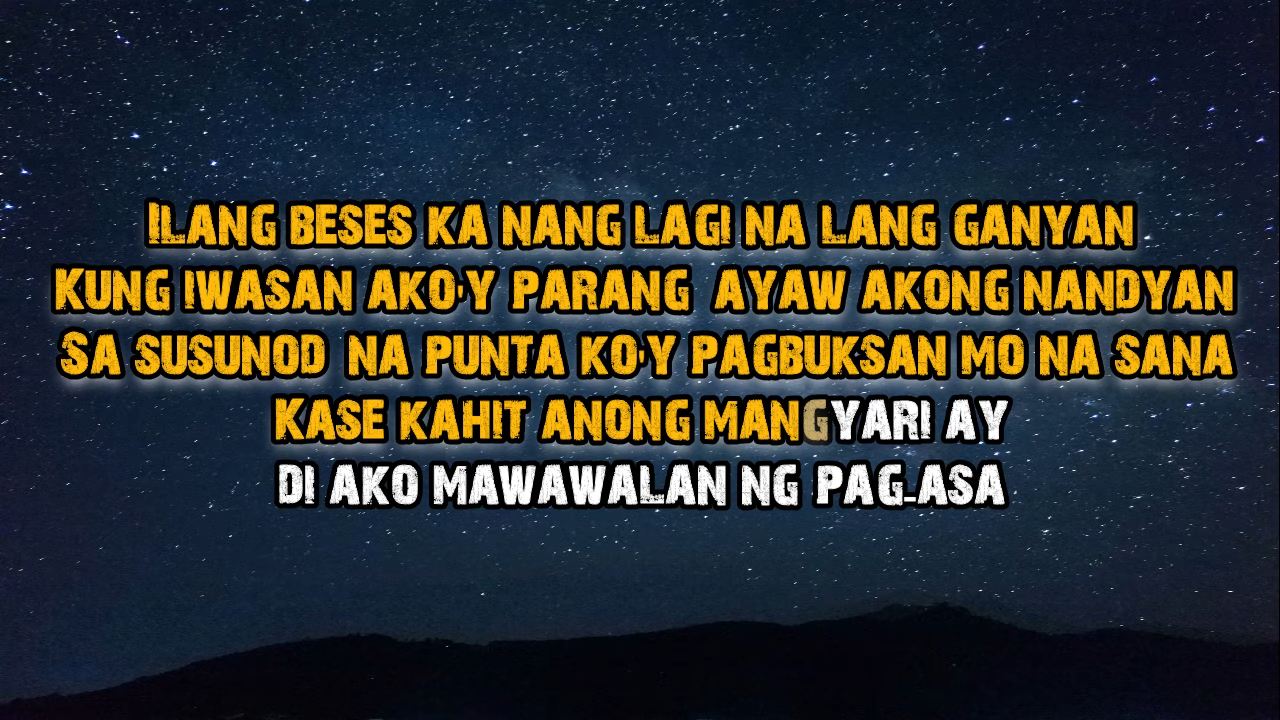 Ilang beses ka nang lagi na lang ganyan
Kung iwasan ako'y parang ayaw akong nandyan
Sa susunod na punta ko'y pagbuksan mo na sana
Kase kahit anong mangyari ay
di ako mawawalan ng pag-asa